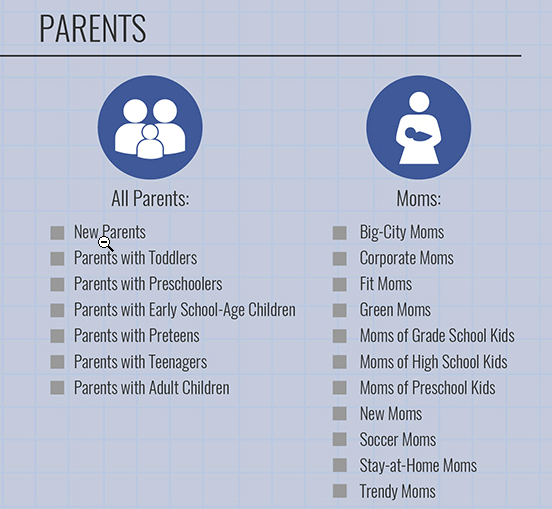 PARENTS
All Parents:
New Parents
Parents with Toddlers
Parents with Preschoolers
Parents with Early School-Age Children
Parents with Preteens
Parents with Teenagers
Parents with Adult Children
Moms:
Big-City Moms
Corporate Moms
Fit Moms
Green Moms
Moms of Grade School Kids
Moms of High School Kids
Moms of Preschool Kids
New Moms
Soccer Moms
Stay-at-Home Moms
Trendy Moms